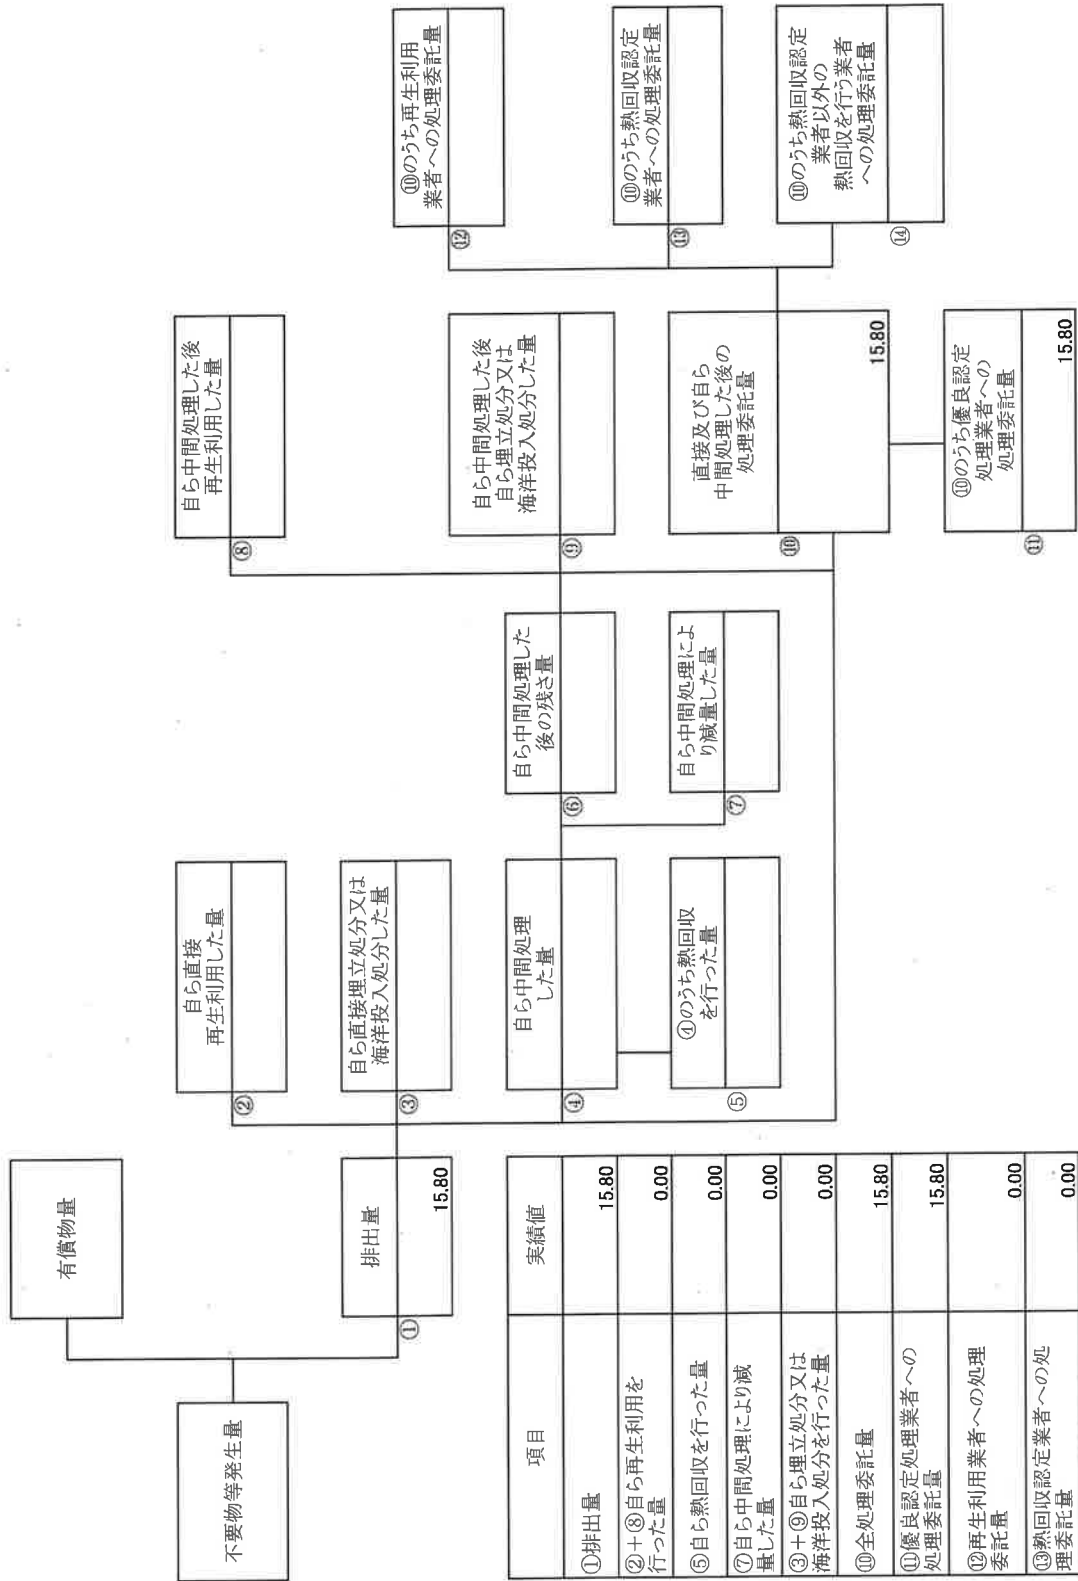 不要物等発生量
有償物量
排出量
①
15.80
②
自ら直接
再生利用した量
③
自ら直接埋立処分又は
海洋投入処分した量
④
自ら中間処理
した量
⑤
④のうち熱回収
を行った量
⑥
自ら中間処理した
後の残さ量
⑦
自ら中間処理によ
り減量した量
⑧
自ら中間処理した後
再生利用した量
⑨
自ら中間処理した後
自ら埋立処分又は
海洋投入処分した量
⑩
直接及び自ら
中間処理した後の
処理委託量
15.80
⑪
⑩のうち優良認定
処理業者への
処理委託量
15.80
⑫
⑩のうち再生利用
業者への処理委託量
⑬
⑩のうち熱回収認定
業者への処理委託量
⑭
⑩のうち熱回収認定
業者以外の
熱回収を行う業者
への処理委託量
項目 実績値
①排出量 15.80
②+⑧自ら再生利用を
行った量 0.00
⑤自ら熱回収を行った量 0.00
⑦自ら中間処理により減
量した量 0.00
③+⑨自ら埋立処分又は
海洋投入処分を行った量 0.00
⑩全処理委託量 15.80
⑪優良認定処理業者への
処理委託量 15.80
⑫再生利用業者への処理
委託量 0.00
⑬熱回収認定業者への処
理委託量 0.00